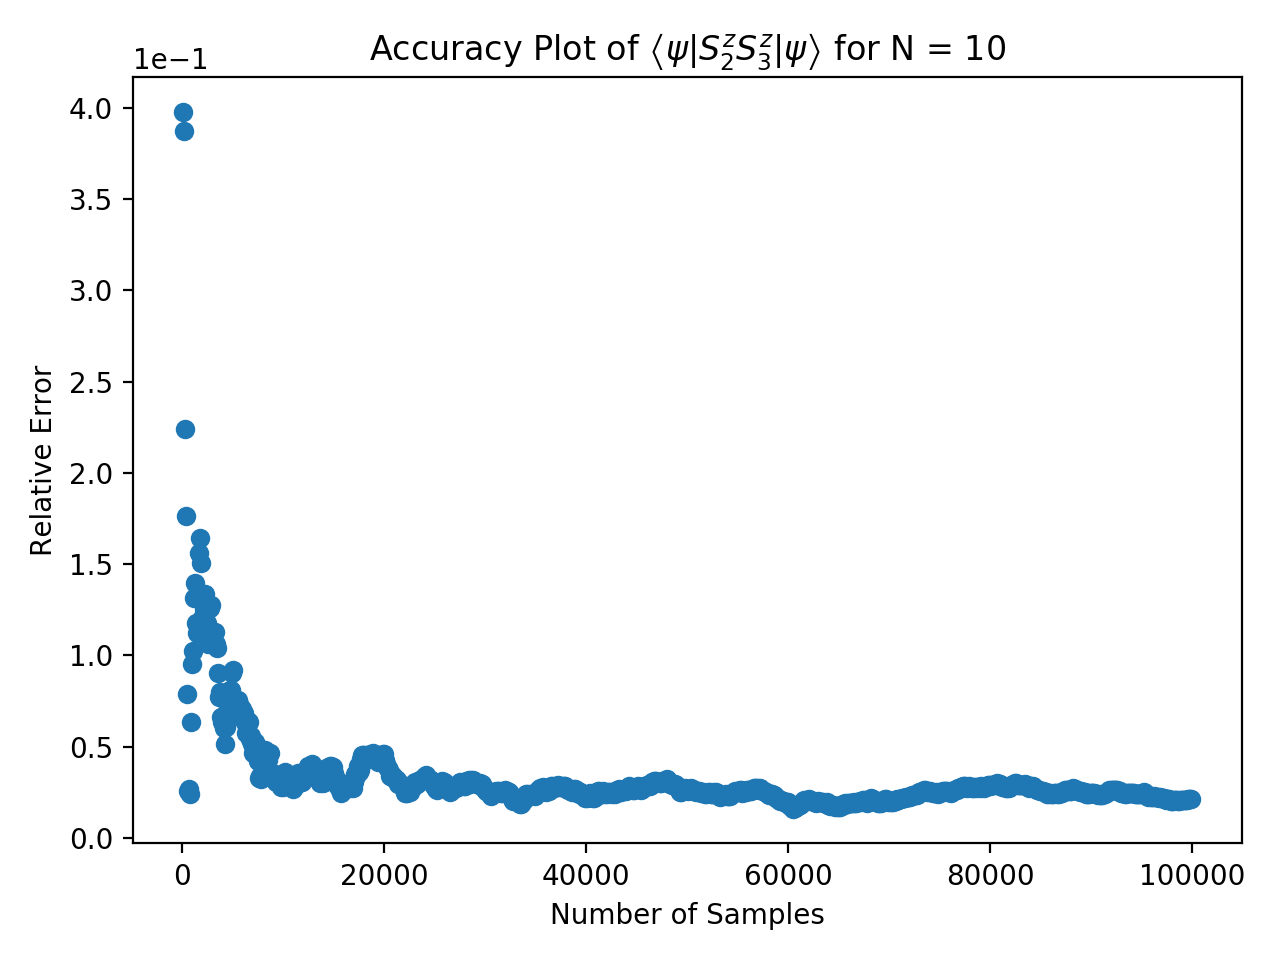 Accuracy Plot of ⟨ψ|S₂ᶻS₃ᶻ|ψ⟩ for N = 10
1e−1
4.0
3.5
3.0
2.5
2.0
1.5
1.0
0.5
0.0
Relative Error
0 20000 40000 60000 80000 100000
Number of Samples